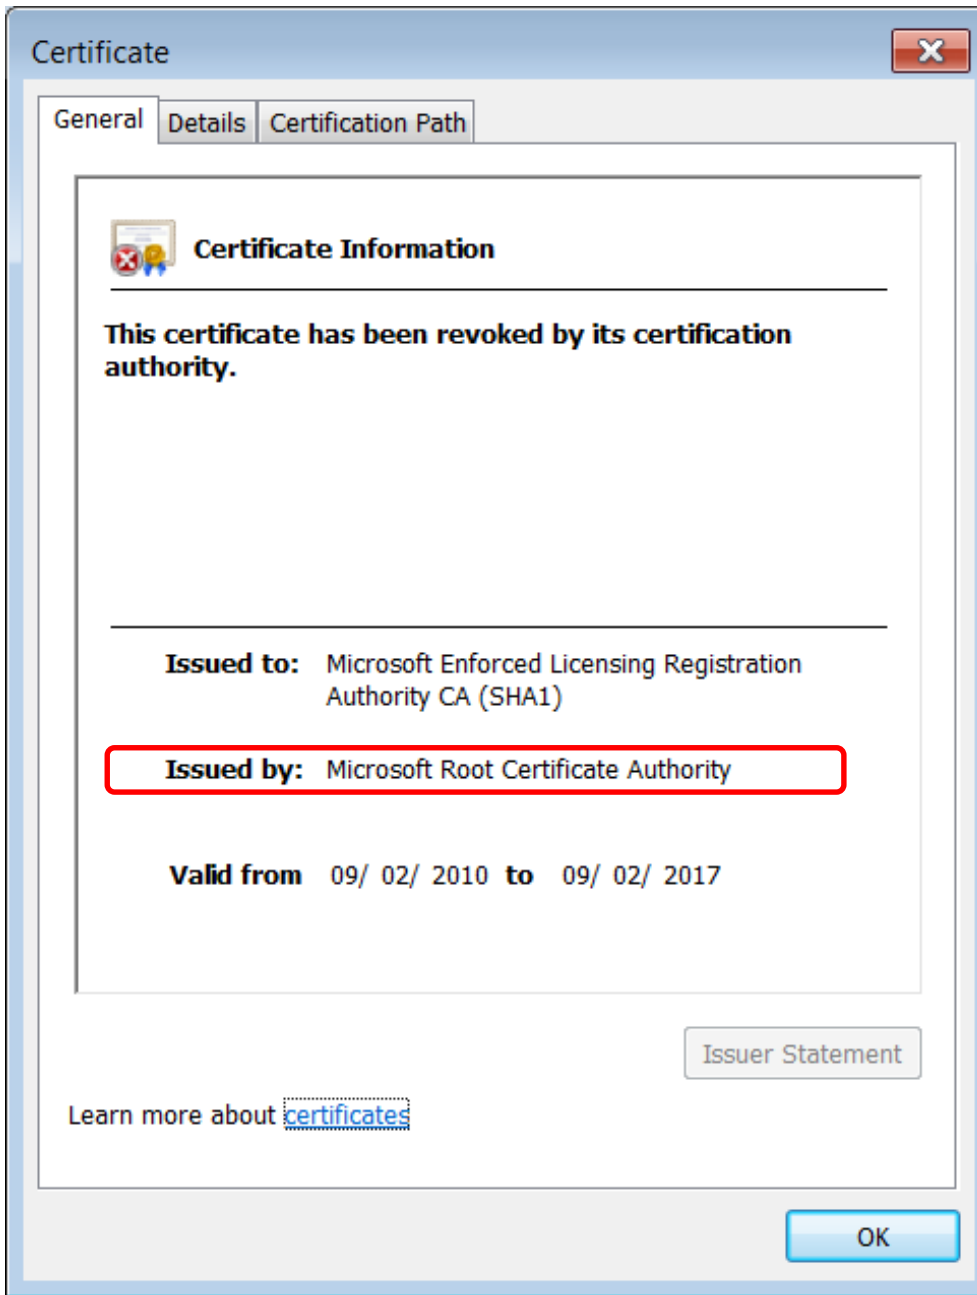 Certificate
General Details Certification Path
Certificate Information
This certificate has been revoked by its certification
authority.
Issued to: Microsoft Enforced Licensing Registration
Authority CA (SHA1)
Issued by: Microsoft Root Certificate Authority
Valid from 09/ 02/ 2010 to 09/ 02/ 2017
Issuer Statement
Learn more about certificates
OK